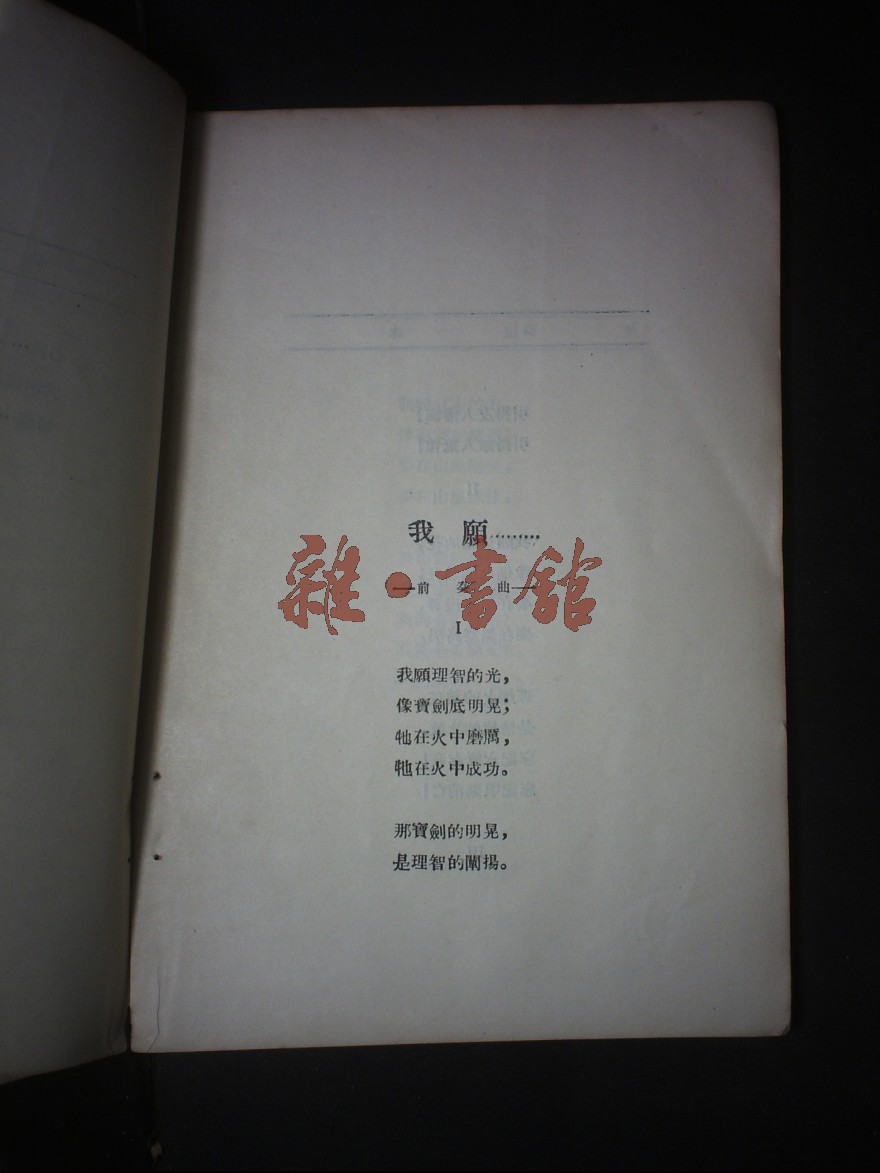 我願………
——前奏曲——
雜·書館
I
我願理智的光,
像寶劍底明晃;
牠在火中磨厲,
牠在火中成功。
那寶劍的明晃,
是理智的闡揚。